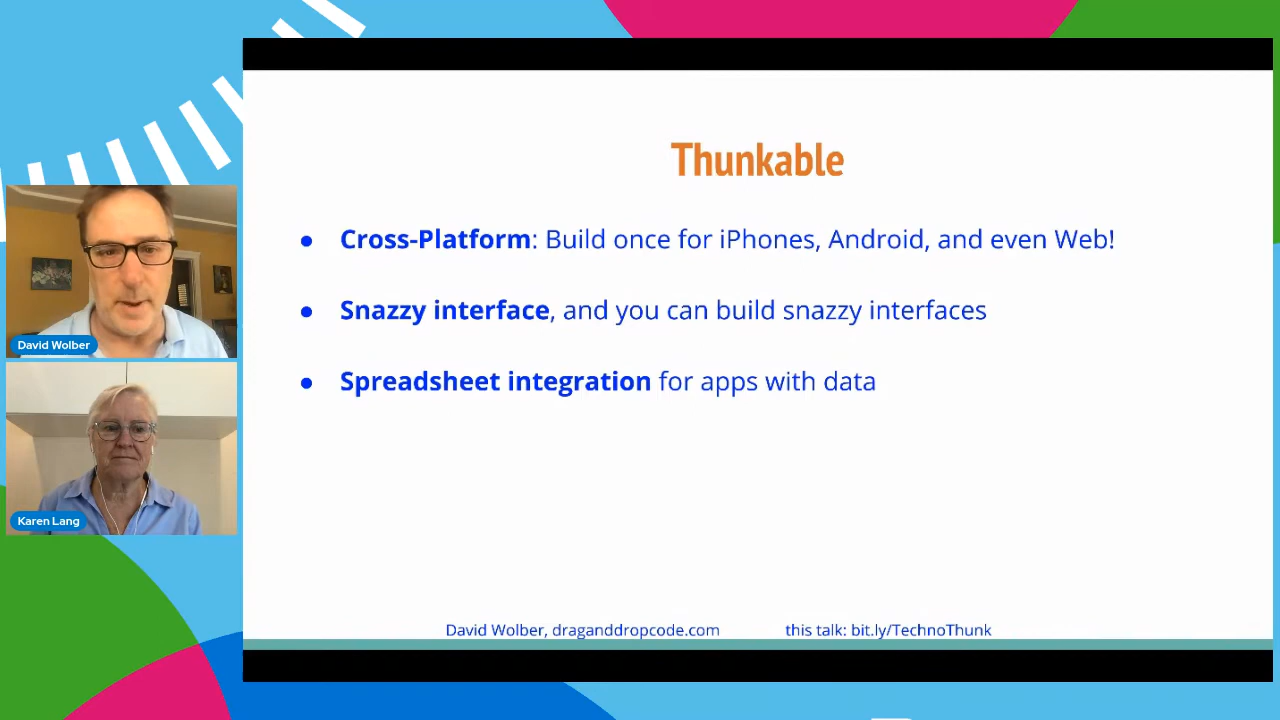 Thunkable
● Cross-Platform: Build once for iPhones, Android, and even Web!
● Snazzy interface, and you can build snazzy interfaces
● Spreadsheet integration for apps with data
David Wolber
Karen Lang
David Wolber, draganddropcode.com
this talk: bit.ly/TechnoThunk